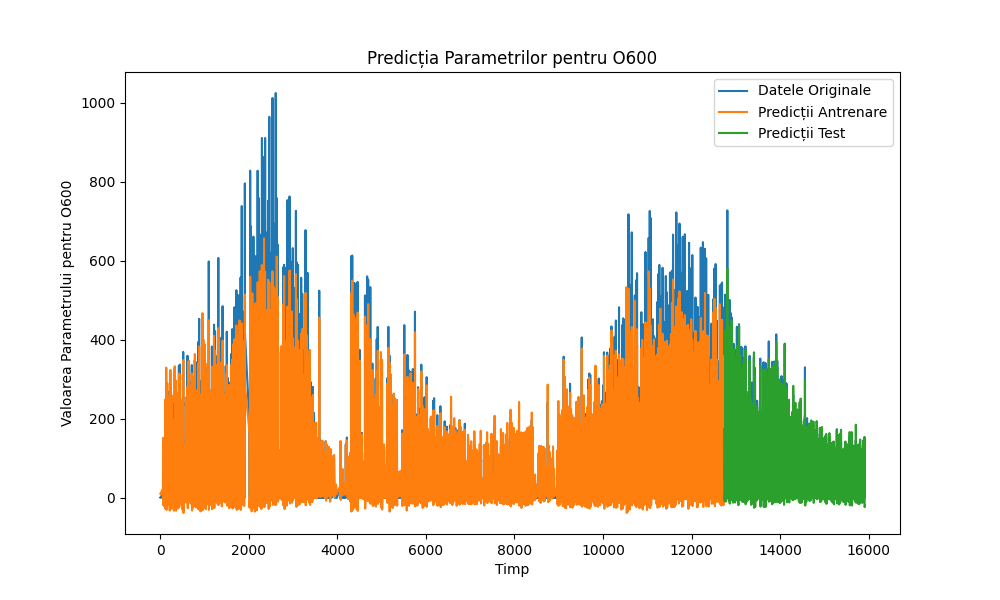 Predicția Parametrilor pentru O600
Datele Originale
Predicții Antrenare
Predicții Test
Valoarea Parametrului pentru O600
1000
800
600
400
200
0
0 2000 4000 6000 8000 10000 12000 14000 16000
Timp